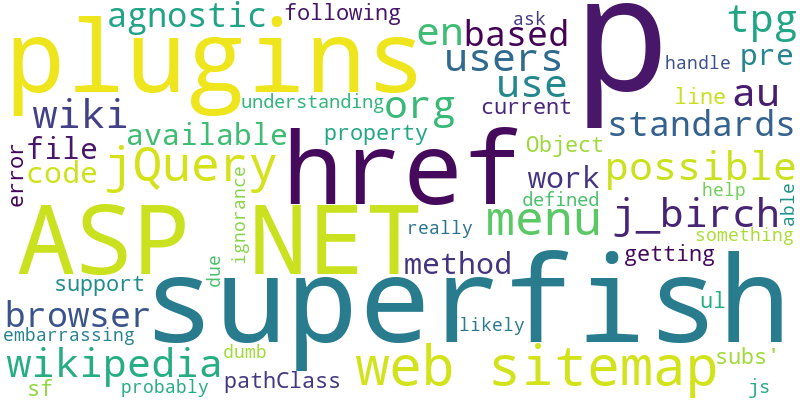 agnostic following ask p tpg
plugins en based users handle pre
wiki understanding org use current line au
available property standards
error file jQuery Object possible
code href work help able
ignorance defined j_birch
ASP NET really menu something
due method getting
support superfish
browser likely ul
embarrassing
wikipedia dumb web sitemap subs'
sf probably pathClass js